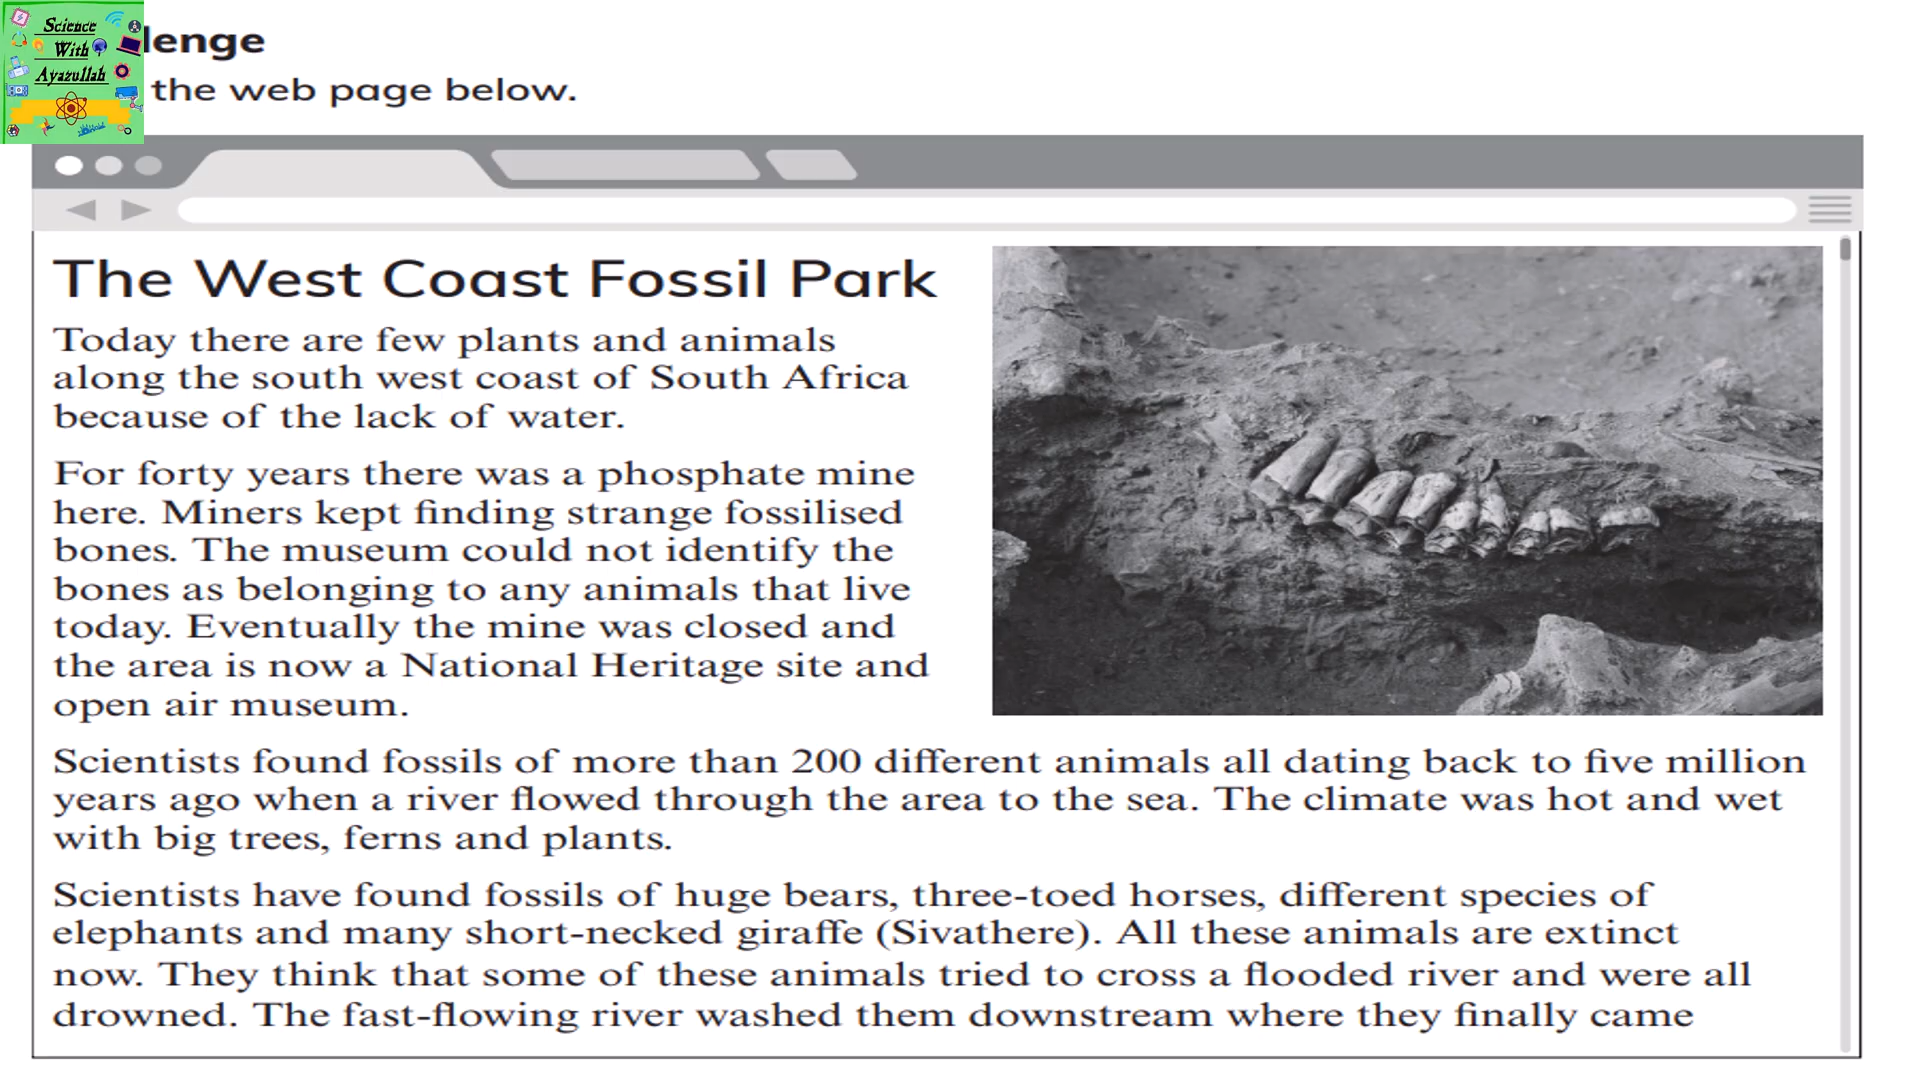 Science
With
Ayazullah
lenge
the web page below.
The West Coast Fossil Park
Today there are few plants and animals
along the south west coast of South Africa
because of the lack of water.
For forty years there was a phosphate mine
here. Miners kept finding strange fossilised
bones. The museum could not identify the
bones as belonging to any animals that live
today. Eventually the mine was closed and
the area is now a National Heritage site and
open air museum.
Scientists found fossils of more than 200 different animals all dating back to five million
years ago when a river flowed through the area to the sea. The climate was hot and wet
with big trees, ferns and plants.
Scientists have found fossils of huge bears, three-toed horses, different species of
elephants and many short-necked giraffe (Sivathere). All these animals are extinct
now. They think that some of these animals tried to cross a flooded river and were all
drowned. The fast-flowing river washed them downstream where they finally came